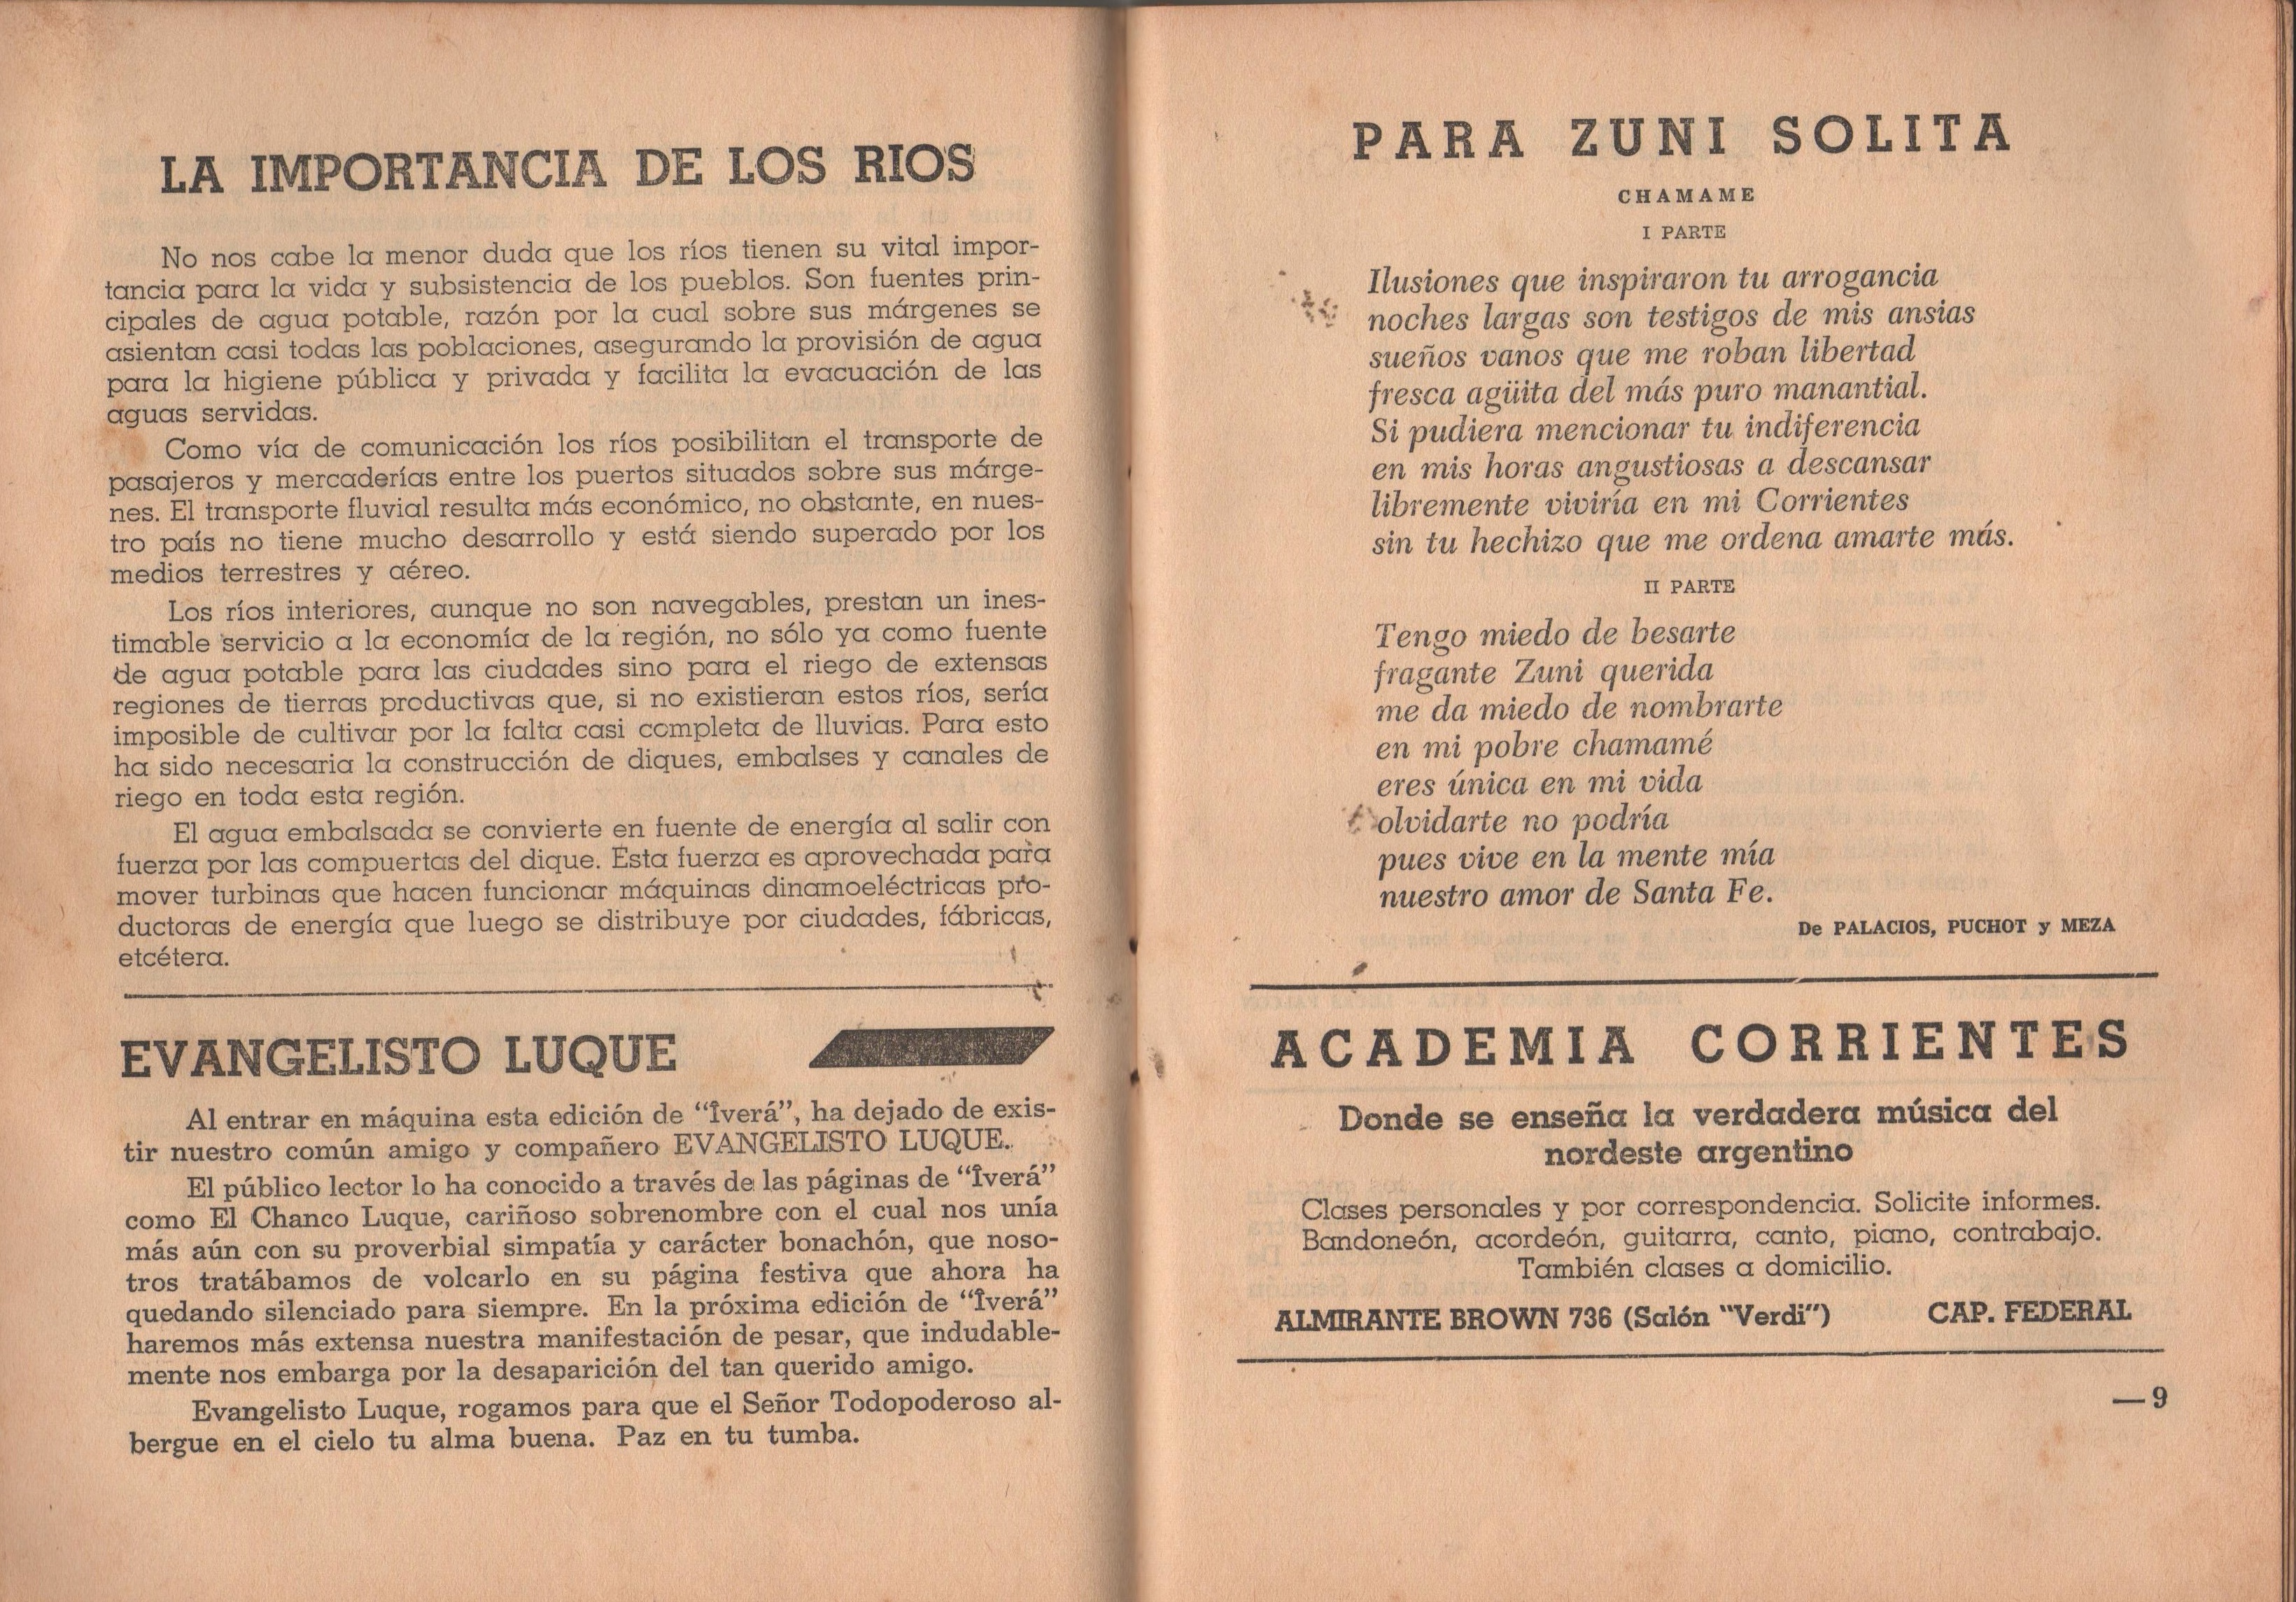 LA IMPORTANCIA DE LOS RIOS
No nos cabe la menor duda que los ríos tienen su vital impor-
tancia para la vida y subsistencia de los pueblos. Son fuentes prin-
cipales de agua potable, razón por la cual sobre sus márgenes se
asientan casi todas las poblaciones, asegurando la provisión de agua
para la higiene pública y privada y facilita la evacuación de las
aguas servidas.
Como vía de comunicación los ríos posibilitan el transporte de
pasajeros y mercaderías entre los puertos situados sobre sus márge-
nes. El transporte fluvial resulta más económico, no obstante, en nues-
tro país no tiene mucho desarrollo y está siendo superado por los
medios terrestres y aéreo.
Los ríos interiores, aunque no son navegables, prestan un ines-
timable servicio a la economía de la región, no sólo ya como fuente
de agua potable para las ciudades sino para el riego de extensas
regiones de tierras productivas que, si no existieran estos ríos, sería
imposible de cultivar por la falta casi completa de lluvias. Para esto
ha sido necesaria la construcción de diques, embalses y canales de
riego en toda esta región.
El agua embalsada se convierte en fuente de energía al salir con
fuerza por las compuertas del dique. Esta fuerza es aprovechada para
mover turbinas que hacen funcionar máquinas dinamoeléctricas pro-
ductoras de energía que luego se distribuye por ciudades, fábricas,
etcétera.
EVANGELISTO LUQUE
Al entrar en máquina esta edición de "Îverá", ha dejado de exis-
tir nuestro común amigo y compañero EVANGELISTO LUQUE.
El público lector lo ha conocido a través de las páginas de "Îverá"
como El Chanco Luque, cariñoso sobrenombre con el cual nos unía
más aún con su proverbial simpatía y carácter bonachón, que noso-
tros tratábamos de volcarlo en su página festiva que ahora ha
quedando silenciado para siempre. En la próxima edición de "Îverá"
haremos más extensa nuestra manifestación de pesar, que indudable-
mente nos embarga por la desaparición del tan querido amigo.
Evangelisto Luque, rogamos para que el Señor Todopoderoso al-
bergue en el cielo tu alma buena. Paz en tu tumba.
PARA ZUNI SOLITA
CHAMAME
I PARTE
Ilusiones que inspiraron tu arrogancia
noches largas son testigos de mis ansias
sueños vanos que me roban libertad
fresca agüita del más puro manantial.
Si pudiera mencionar tu indiferencia
en mis horas angustiosas a descansar
libremente viviría en mi Corrientes
sin tu hechizo que me ordena amarte más.
II PARTE
Tengo miedo de besarte
fragante Zuni querida
me da miedo de nombrarte
en mi pobre chamamé
eres única en mi vida
olvidarte no podría
pues vive en la mente mía
nuestro amor de Santa Fe.
De PALACIOS, PUCHOT y MEZA
ACADEMIA CORRIENTES
Donde se enseña la verdadera música del
nordeste argentino
Clases personales y por correspondencia. Solicite informes.
Bandoneón, acordeón, guitarra, canto, piano, contrabajo.
También clases a domicilio.
ALMIRANTE BROWN 736 (Salón "Verdi") CAP. FEDERAL
— 9